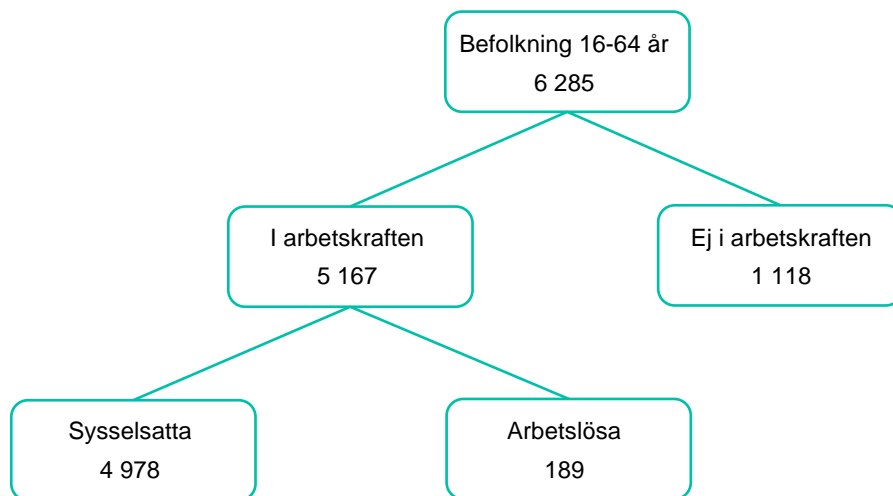 Befolkning 16-64 år
6 285
I arbetskraften
5 167
Ej i arbetskraften
1 118
Sysselsatta
4 978
Arbetslösa
189